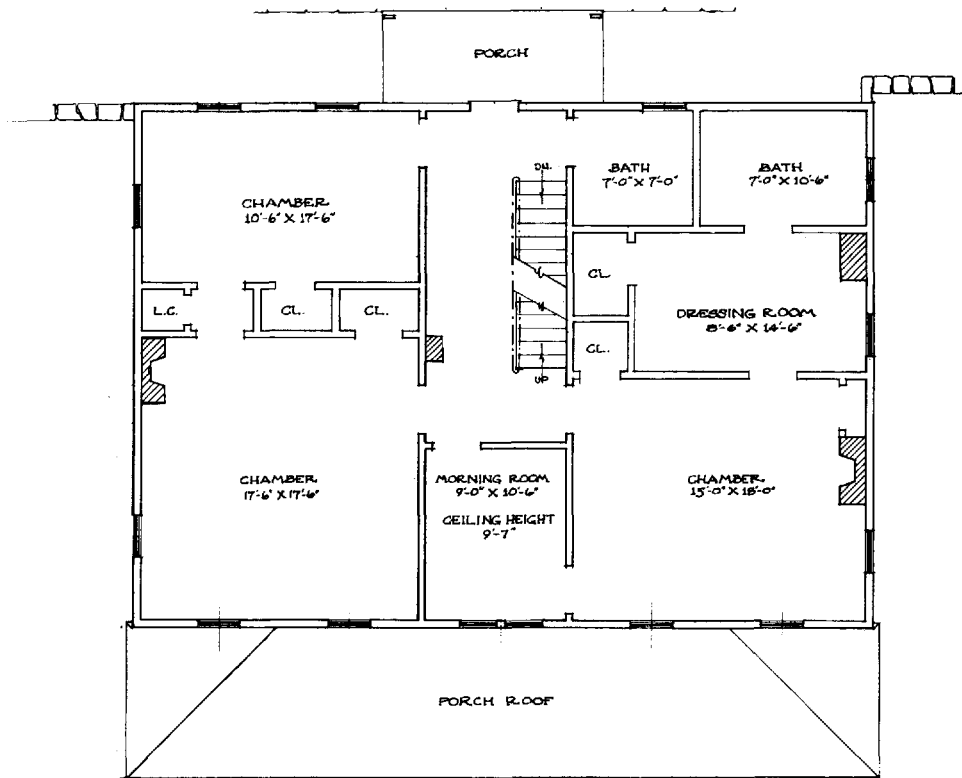 PORCH
DN.
BATH
7'-0" X 7'-0"
BATH
7'-0" X 10'-6"
CHAMBER
10'-6" X 17'-6"
L.C.
CL.
CL.
CL.
DRESSING ROOM
8'-6" X 14'-6"
CL.
UP
CHAMBER
17'-6" X 17'-6"
MORNING ROOM
9'-0" X 10'-6"
CEILING HEIGHT
9'-7"
CHAMBER
15'-0" X 18'-0"
PORCH ROOF